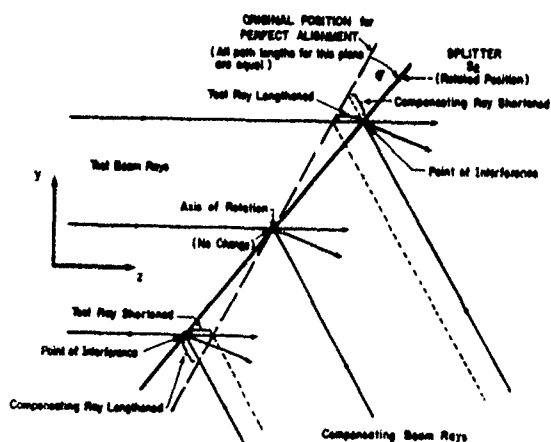 ORIGINAL POSITION for
PERFECT ALIGNMENT
(All path lengths for this plane
are equal)
SPLITTER
S2
(Rotated Position)
α
Test Ray Lengthened
Compensating Ray Shortened
Test Beam Rays
Point of Interference
y
Axis of Rotation
(No Change)
z
Test Ray Shortened
Point of Interference
Compensating Ray Lengthened
Compensating Beam Rays